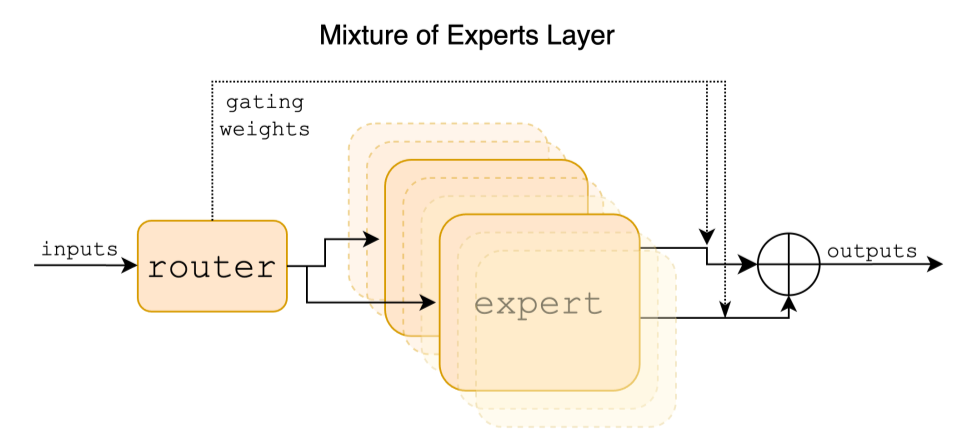 Mixture of Experts Layer
gating
weights
inputs
router
expert
outputs